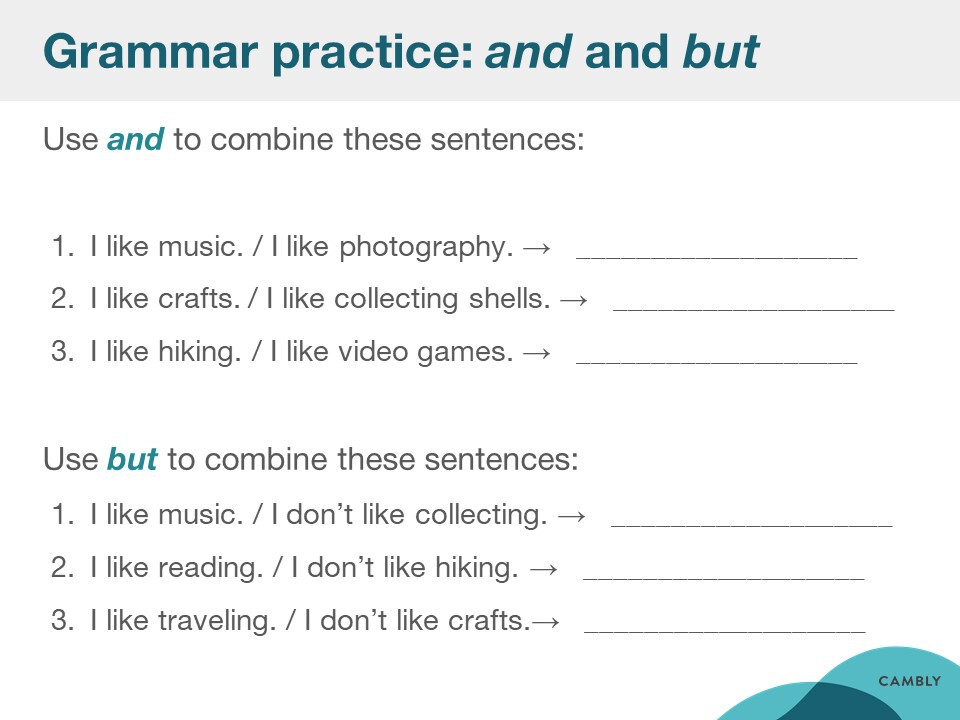 Grammar practice: and and but
Use and to combine these sentences:
1. I like music. / I like photography. → ___________________
2. I like crafts. / I like collecting shells. → ___________________
3. I like hiking. / I like video games. → ___________________
Use but to combine these sentences:
1. I like music. / I don’t like collecting. → ___________________
2. I like reading. / I don’t like hiking. → ___________________
3. I like traveling. / I don’t like crafts.→ ___________________
CAMBLY